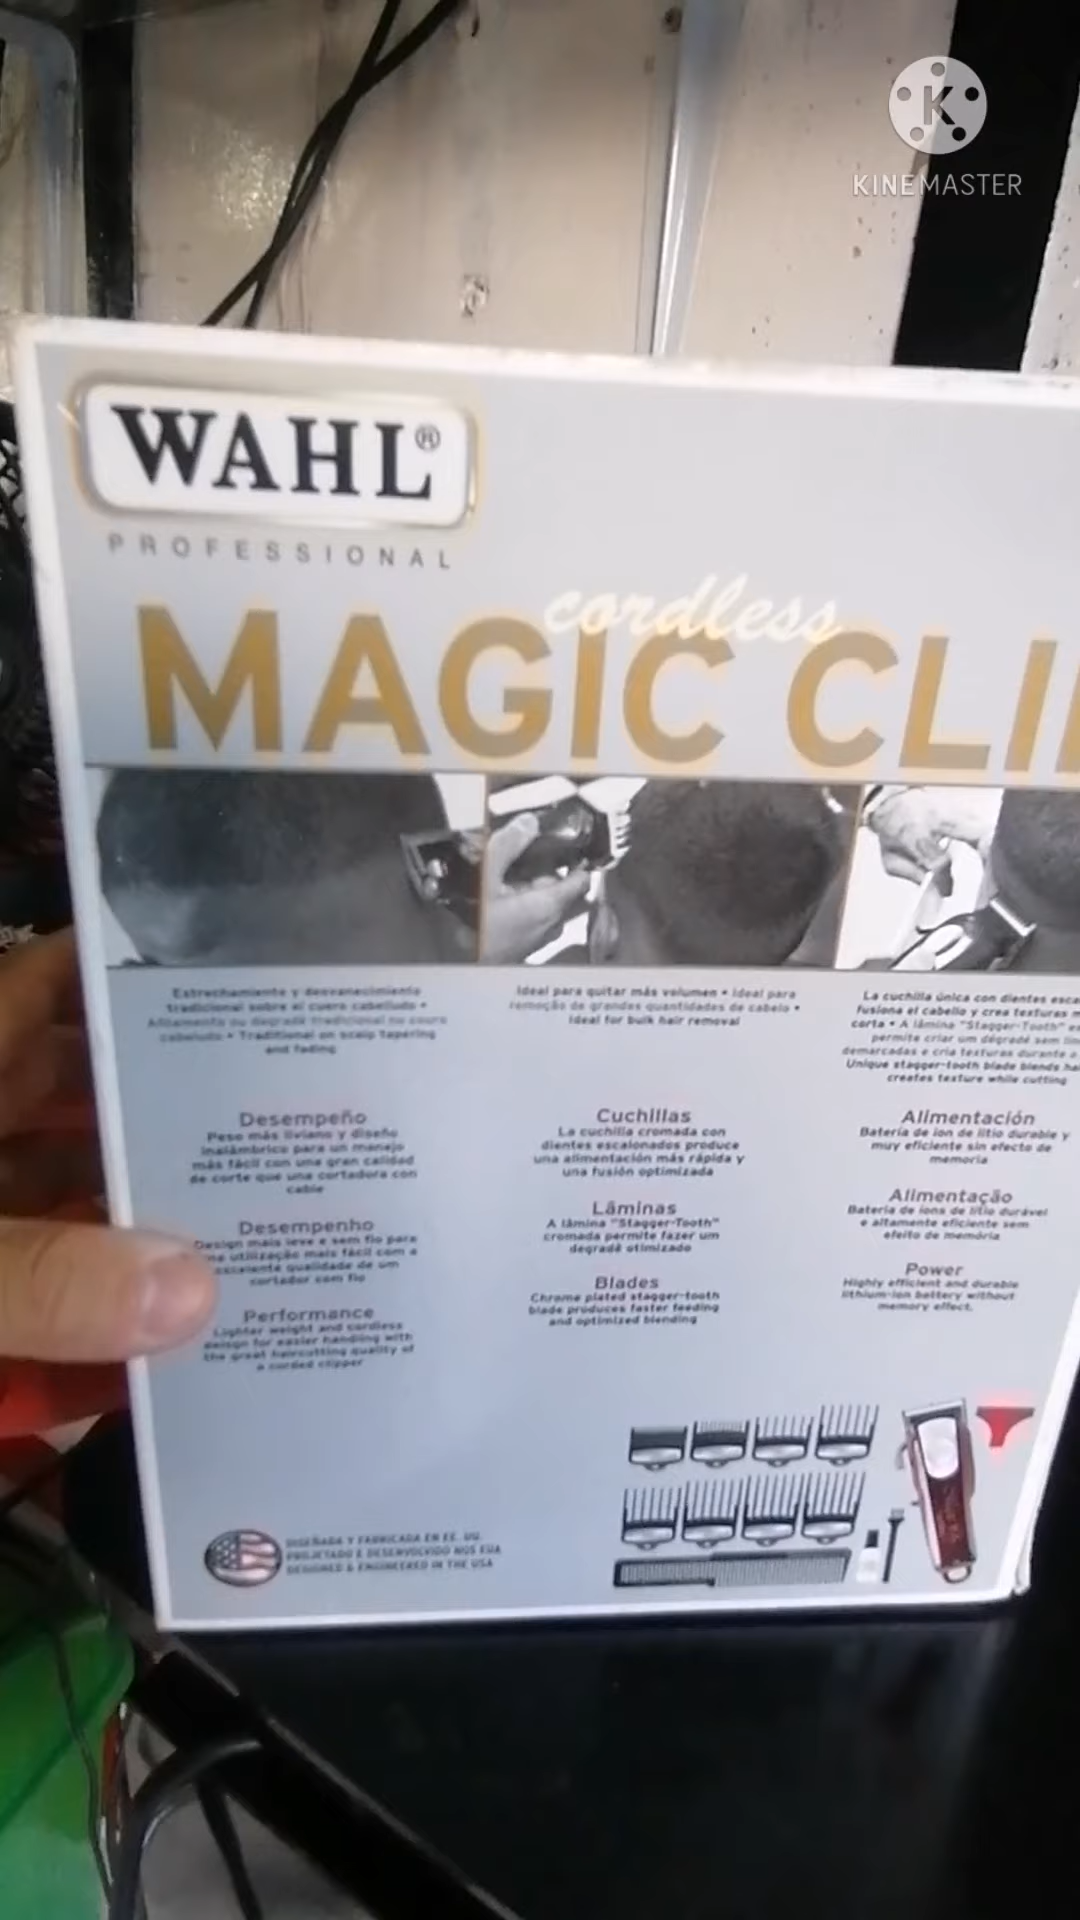 KINEMASTER
WAHL®
PROFESSIONAL
cordless
MAGIC CLI
Estrechamiento y desvanecimiento
tradicional sobre el cuero cabelludo •
Afilamento ou degradê tradicional no couro
cabeludo • Traditional on scalp tapering
and fading
Ideal para quitar más volumen • Ideal para
remoção de grandes quantidades de cabelo •
Ideal for bulk hair removal
La cuchilla única con dientes esca
fusiona el cabello y crea texturas m
corta • A lâmina "Stagger-Tooth" es
permite criar um dégradé sem lin
demarcadas e cria texturas durante a
Unique stagger-tooth blade blends ha
creates texture while cutting
Desempeño
Peso más liviano y diseño
inalámbrico para un manejo
más fácil con una gran calidad
de corte que una cortadora con
cable
Desempenho
Design mais leve e sem fio para
utilização mais fácil com a
excelente qualidade de um
cortador com fio
Performance
Lighter weight and cordless
design for easier handling with
the great haircutting quality of
a corded clipper
Cuchillas
La cuchilla cromada con
dientes escalonados produce
una alimentación más rápida y
una fusión optimizada
Lâminas
A lâmina "Stagger-Tooth"
cromada permite fazer um
degradê otimizado
Blades
Chrome plated stagger-tooth
blade produces faster feeding
and optimized blending
Alimentación
Batería de ion de litio durable y
muy eficiente sin efecto de
memoria
Alimentação
Bateria de íons de lítio durável
e altamente eficiente sem
efeito de memória
Power
Highly efficient and durable
lithium-ion battery without
memory effect.
DISEÑADA Y FABRICADA EN EE. UU.
PROJETADO E DESENVOLVIDO NOS EUA
DESIGNED & ENGINEERED IN THE USA